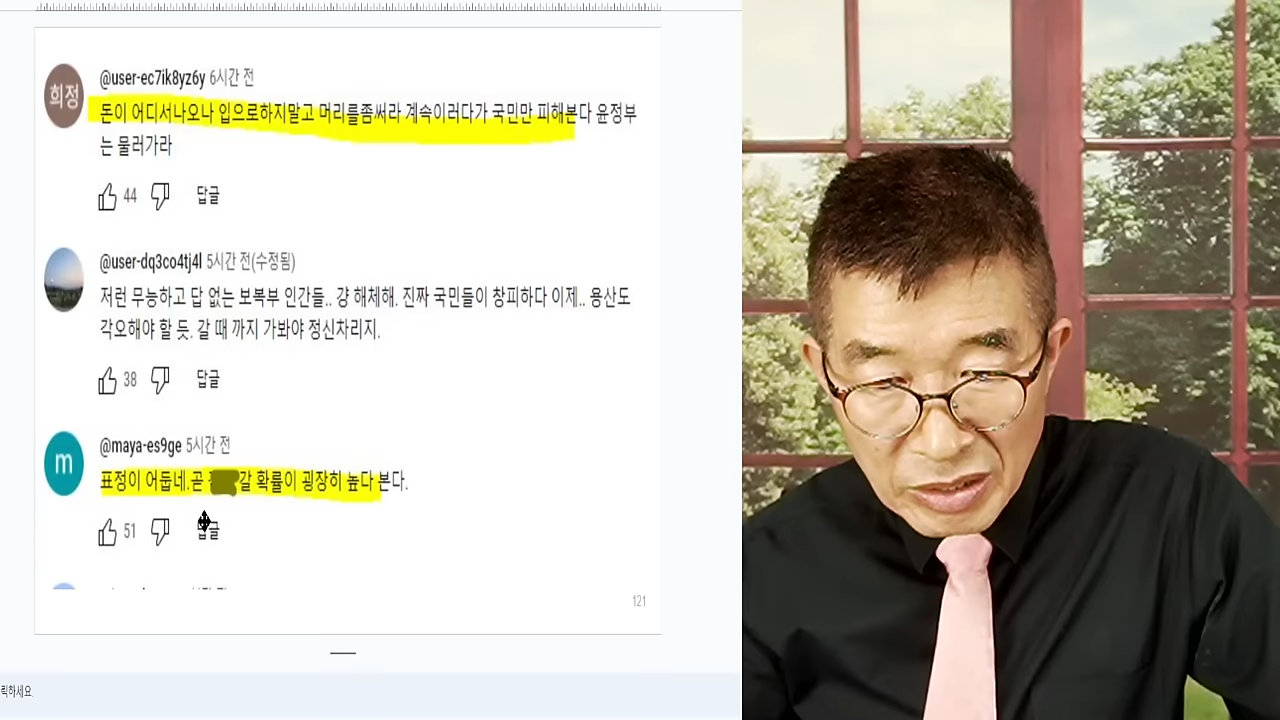 희정
@user-ec7ik8yz6y 6시간 전
돈이 어디서나오나 입으로하지말고 머리를좀써라 계속이러다가 국민만 피해본다 윤정부
는 물러가라
44 답글
@user-dq3co4tj4l 5시간 전(수정됨)
저런 무능하고 답 없는 보복부 인간들.. 걍 해체해. 진짜 국민들이 창피하다 이제.. 용산도
각오해야 할 듯. 갈 때 까지 가봐야 정신차리지.
38 답글
m
@maya-es9ge 5시간 전
표정이 어둡네.곧 갈 확률이 굉장히 높다 본다.
51 답글
121
릭하세요.